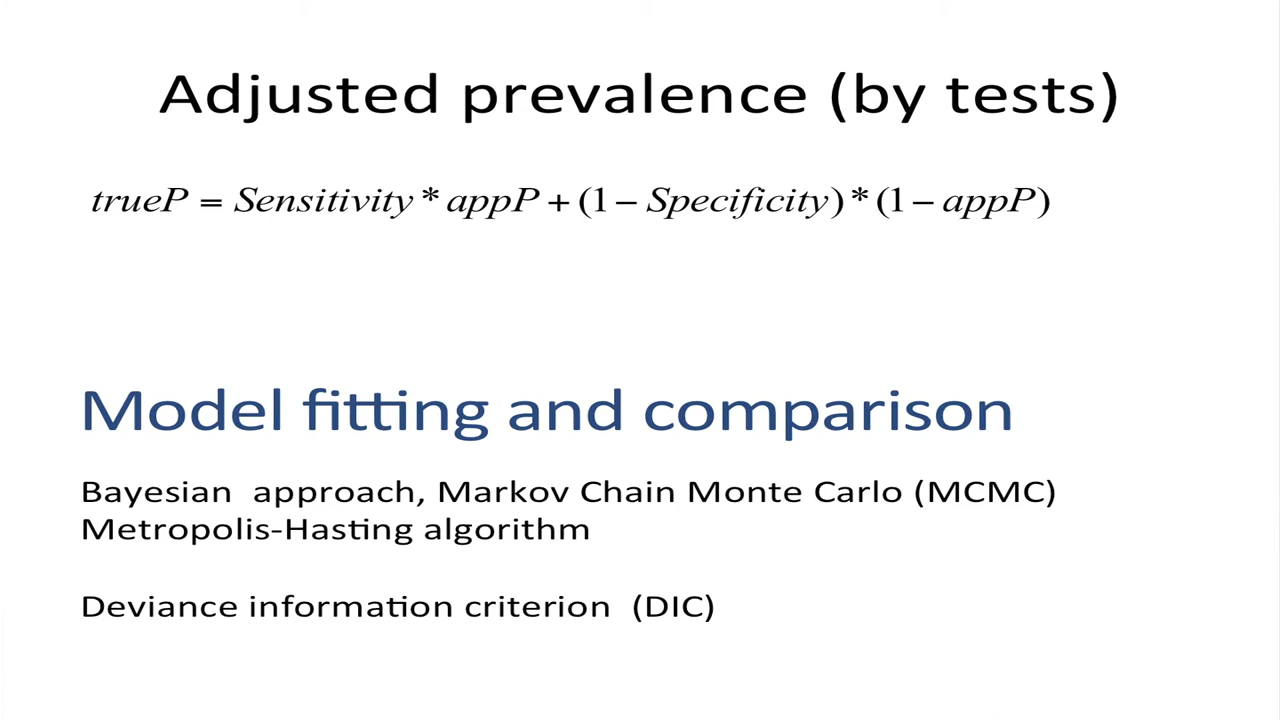 Adjusted prevalence (by tests)
trueP = Sensitivity * appP + (1 − Specificity) * (1 − appP)
Model fitting and comparison
Bayesian  approach, Markov Chain Monte Carlo (MCMC)
Metropolis-Hasting algorithm
Deviance information criterion  (DIC)